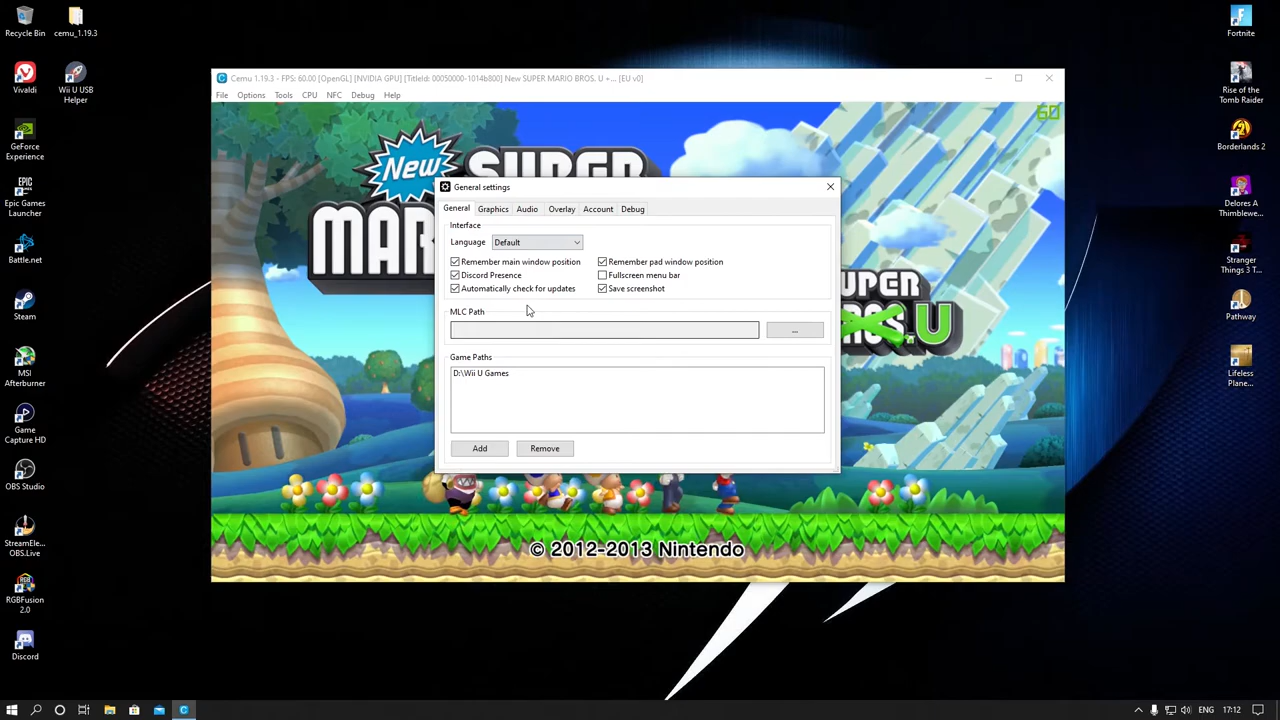 Recycle Bin
cemu_1.19.3
Vivaldi
Wii U USB
Helper
GeForce
Experience
Epic Games
Launcher
Battle.net
Steam
MSI
Afterburner
Game
Capture HD
OBS Studio
StreamEle...
OBS.Live
RGBFusion
2.0
Discord
Cemu 1.19.3 - FPS: 60.00 [OpenGL] [NVIDIA GPU] [TitleId: 00050000-1014b800] New SUPER MARIO BROS. U +... [EU v0]
File Options Tools CPU NFC Debug Help
60
New SUPER
MAR
UPER
BROS.U
General settings
General Graphics Audio Overlay Account Debug
Interface
Language Default
Remember main window position Remember pad window position
Discord Presence Fullscreen menu bar
Automatically check for updates Save screenshot
MLC Path
...
Game Paths
D:\Wii U Games
Add Remove
© 2012-2013 Nintendo
Fortnite
Rise of the
Tomb Raider
Borderlands 2
Delores A
Thimblewe...
Stranger
Things 3 T...
Pathway
Lifeless
Plane...
ENG 17:12